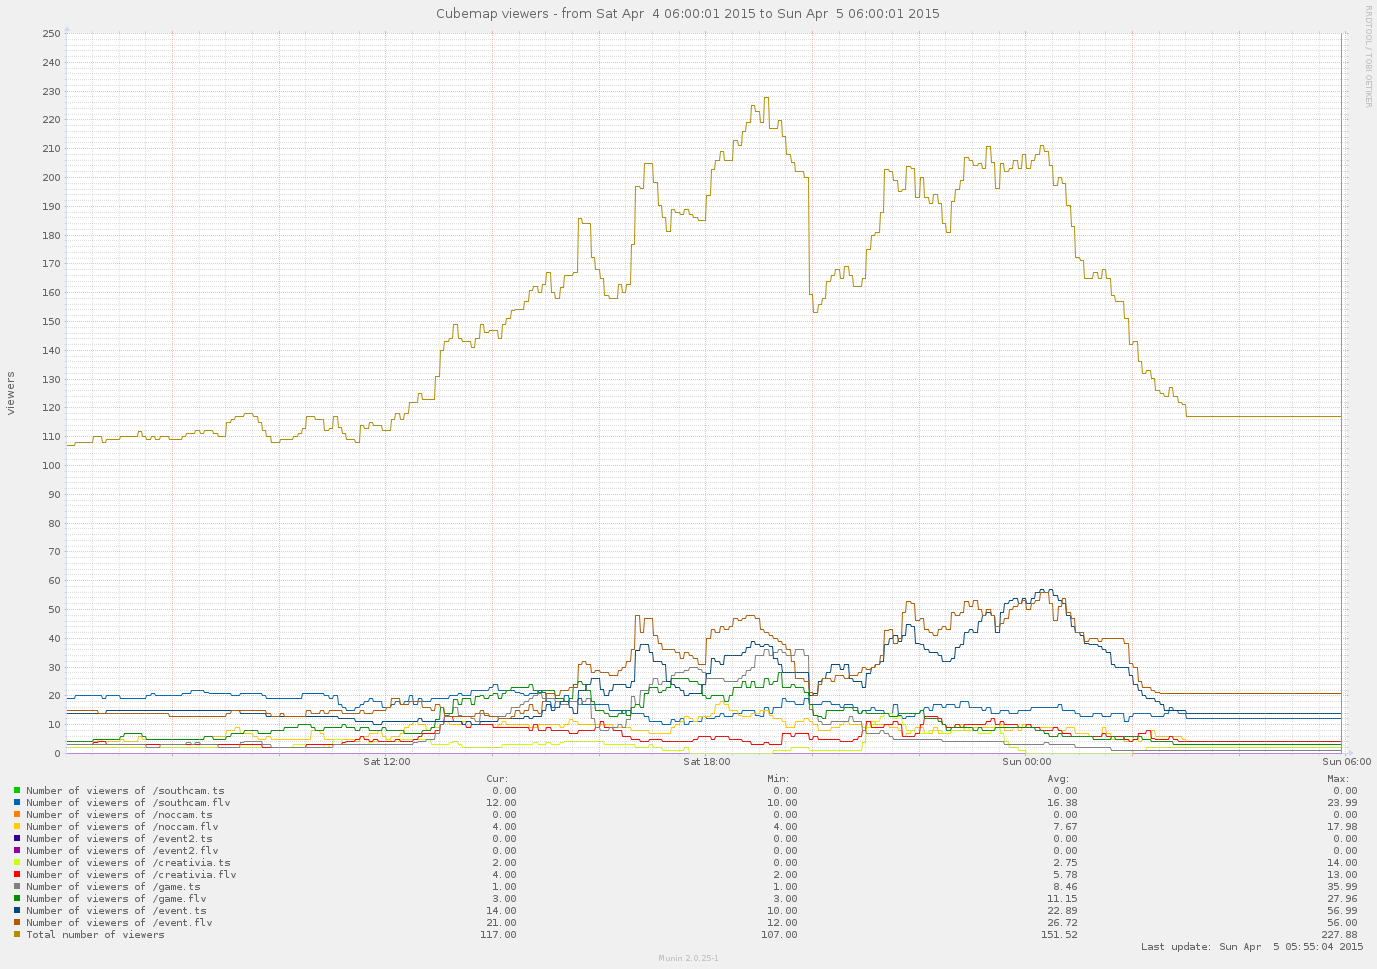 Cubemap viewers - from Sat Apr  4 06:00:01 2015 to Sun Apr  5 06:00:01 2015
RRDTOOL / TOBI OETIKER
viewers
250
240
230
220
210
200
190
180
170
160
150
140
130
120
110
100
90
80
70
60
50
40
30
20
10
0
Sat 12:00 Sat 18:00 Sun 00:00 Sun 06:00
Cur: Min: Avg: Max:
Number of viewers of /southcam.ts 0.00 0.00 0.00 0.00
Number of viewers of /southcam.flv 12.00 10.00 16.38 23.99
Number of viewers of /noccam.ts 0.00 0.00 0.00 0.00
Number of viewers of /noccam.flv 4.00 4.00 7.67 17.98
Number of viewers of /event2.ts 0.00 0.00 0.00 0.00
Number of viewers of /event2.flv 0.00 0.00 0.00 0.00
Number of viewers of /creativia.ts 2.00 0.00 2.75 14.00
Number of viewers of /creativia.flv 4.00 2.00 5.78 13.00
Number of viewers of /game.ts 1.00 1.00 8.46 35.99
Number of viewers of /game.flv 3.00 3.00 11.15 27.96
Number of viewers of /event.ts 14.00 10.00 22.89 56.99
Number of viewers of /event.flv 21.00 12.00 26.72 56.00
Total number of viewers 117.00 107.00 151.52 227.88
Last update: Sun Apr  5 05:55:04 2015
Munin 2.0.25-1